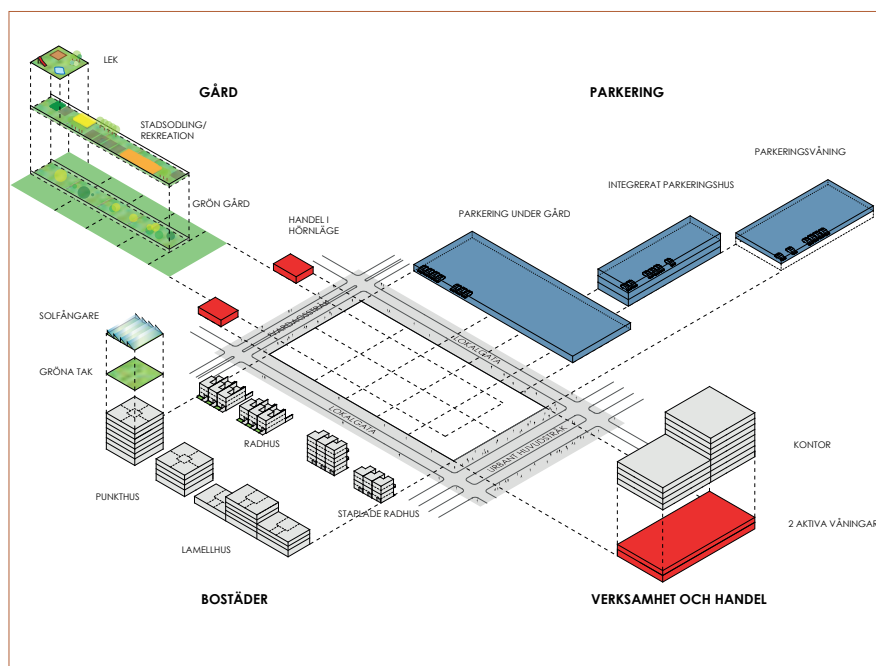 LEK
GÅRD
PARKERING
STADSODLING/
REKREATION
PARKERINGSVÅNING
INTEGRERAT PARKERINGSHUS
GRÖN GÅRD
HANDEL I
HÖRNLÄGE
PARKERING UNDER GÅRD
SOLFÅNGARE
TVÄRGÅSSTRÅK
LOKALGATA
GRÖNA TAK
LOKALGATA
RADHUS
URBANT HUVUDSTRÅK
KONTOR
PUNKTHUS
STAPLADE RADHUS
2 AKTIVA VÅNINGAR
LAMELLHUS
BOSTÄDER
VERKSAMHET OCH HANDEL